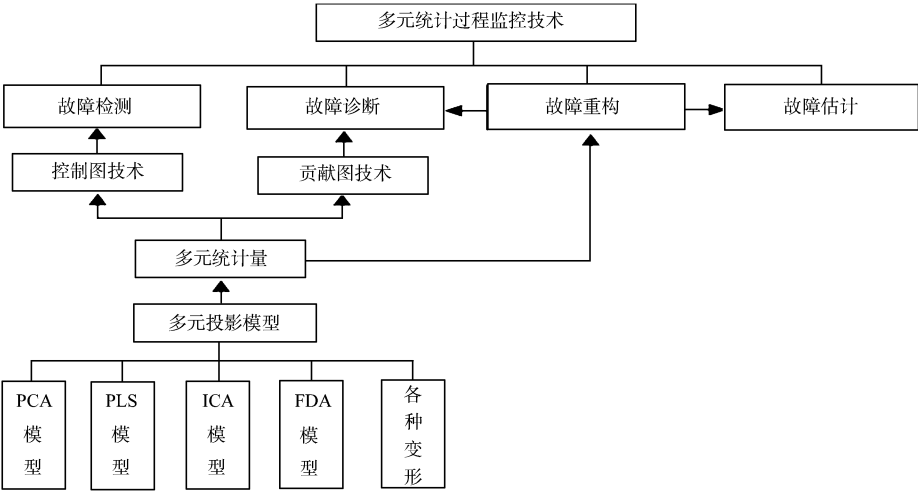 多元统计过程监控技术
故障检测
故障诊断
故障重构
故障估计
控制图技术
贡献图技术
多元统计量
多元投影模型
PCA
模
型
PLS
模
型
ICA
模
型
FDA
模
型
各
种
变
形